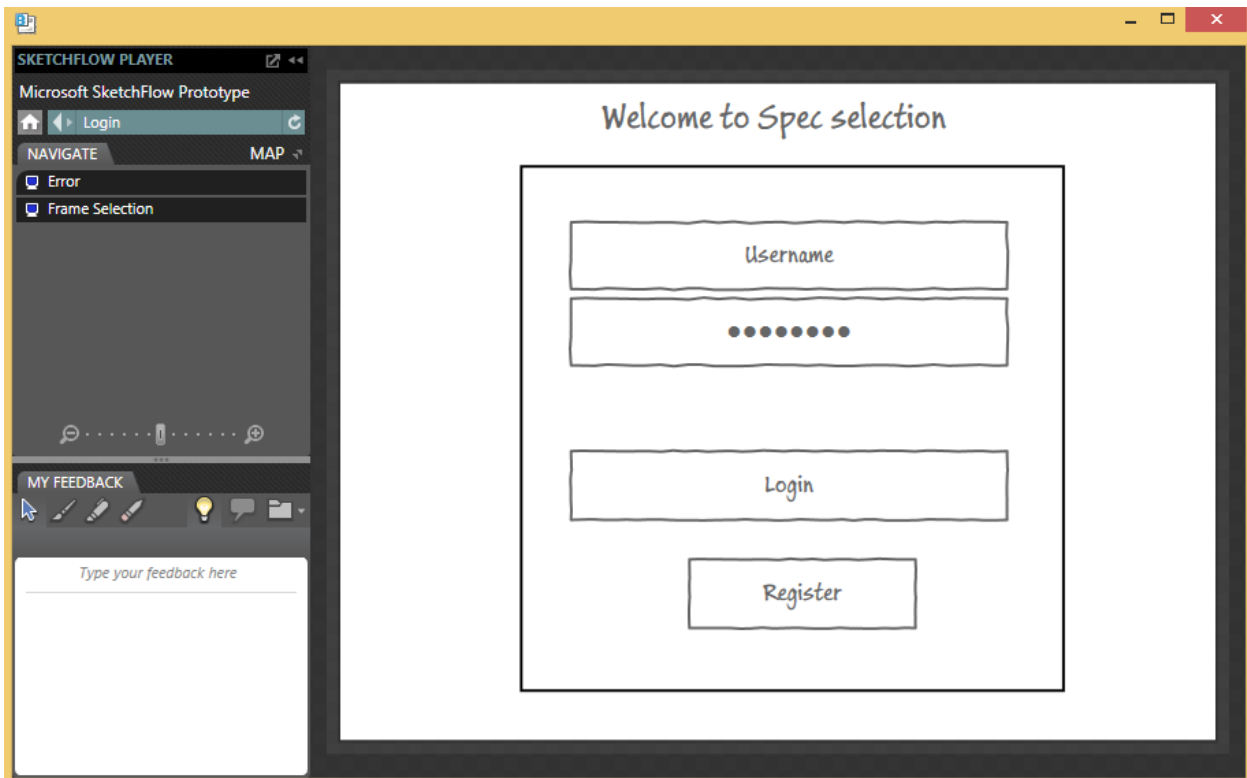 SKETCHFLOW PLAYER
Microsoft SketchFlow Prototype
Login
NAVIGATE MAP
Error
Frame Selection
MY FEEDBACK
Type your feedback here
Welcome to Spec selection
Username
●●●●●●●●
Login
Register